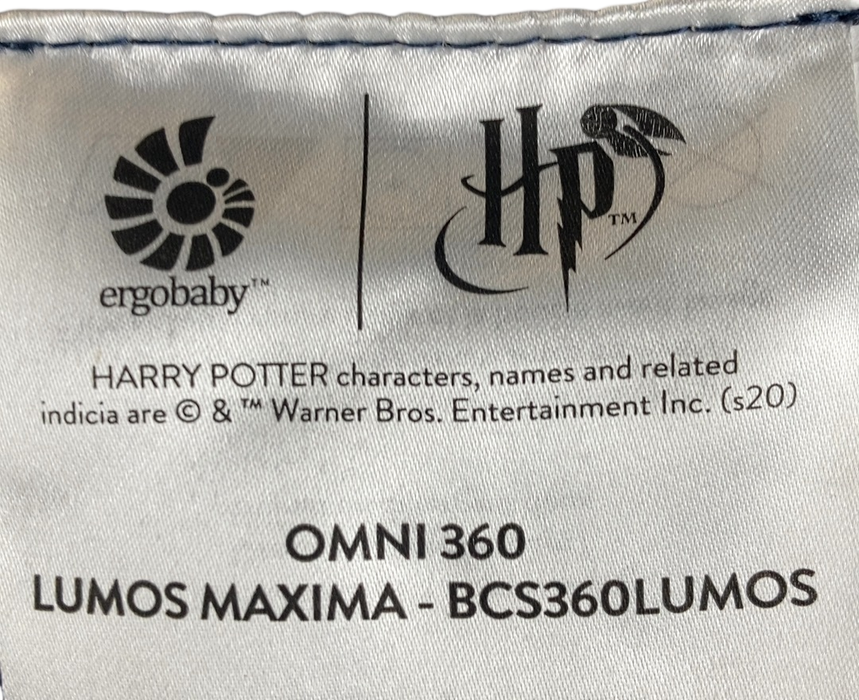 ergobaby™
HP™
HARRY POTTER characters, names and related
indicia are © & ™ Warner Bros. Entertainment Inc. (s20)
OMNI 360
LUMOS MAXIMA - BCS360LUMOS